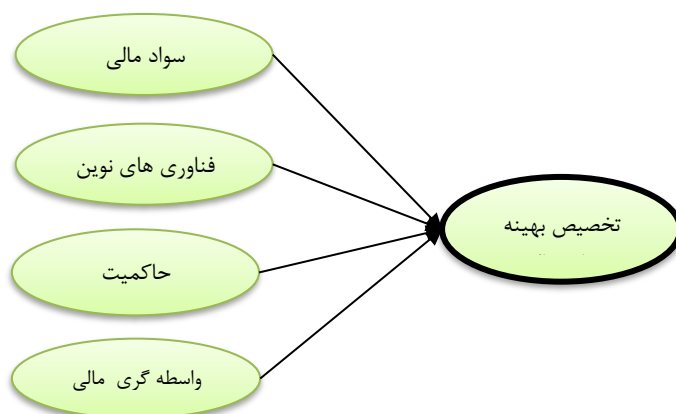 سواد مالی
فناوری های نوین
تخصیص بهینه
حاکمیت
واسطه گری مالی